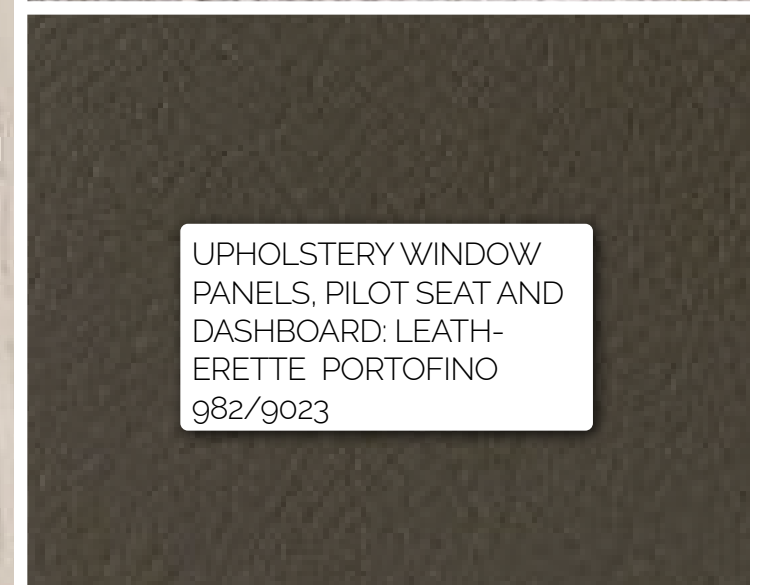 UPHOLSTERY WINDOW
PANELS, PILOT SEAT AND
DASHBOARD: LEATH-
ERETTE  PORTOFINO
982/9023